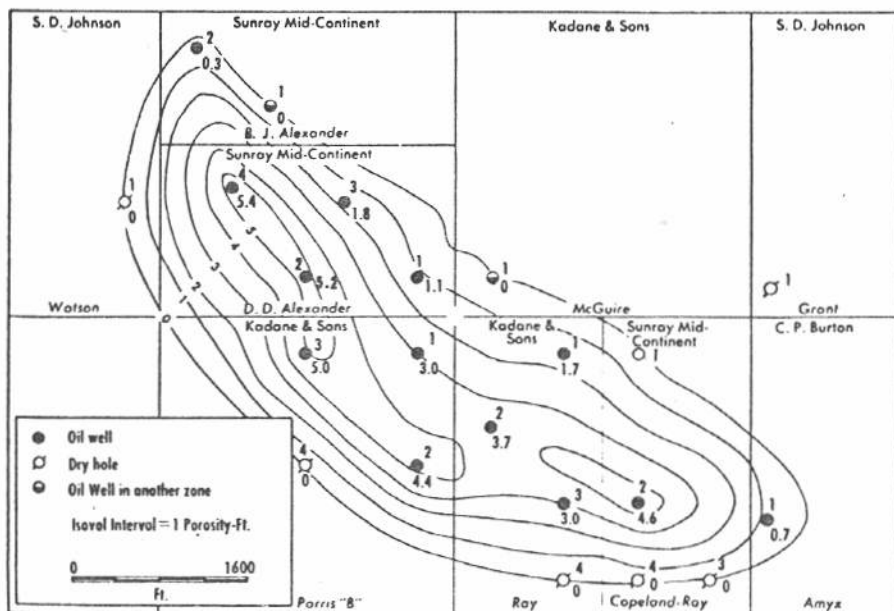 S. D. Johnson
Sunray Mid-Continent
Kadane & Sons
S. D. Johnson
2
0.3
1
0
B. J. Alexander
Sunray Mid-Continent
4
5.4
1
0
3
1.8
5
4
3
2
1
0
2
5.2
1
1.1
1
0
1
Watson
D. D. Alexander
McGuire
Grant
Kadane & Sons
Kadane &
Sons
Sunray Mid-
Continent
C. P. Burton
3
5.0
1
3.0
1
1.7
1
2
3.7
4
0
2
4.4
3
3.0
2
4.6
1
0.7
4
0
4
0
3
0
Oil well
Dry hole
Oil Well in another zone
Isovol Interval = 1 Porosity-Ft.
0 1600
Ft.
Parris "B"
Ray
Copeland-Ray
Amyx